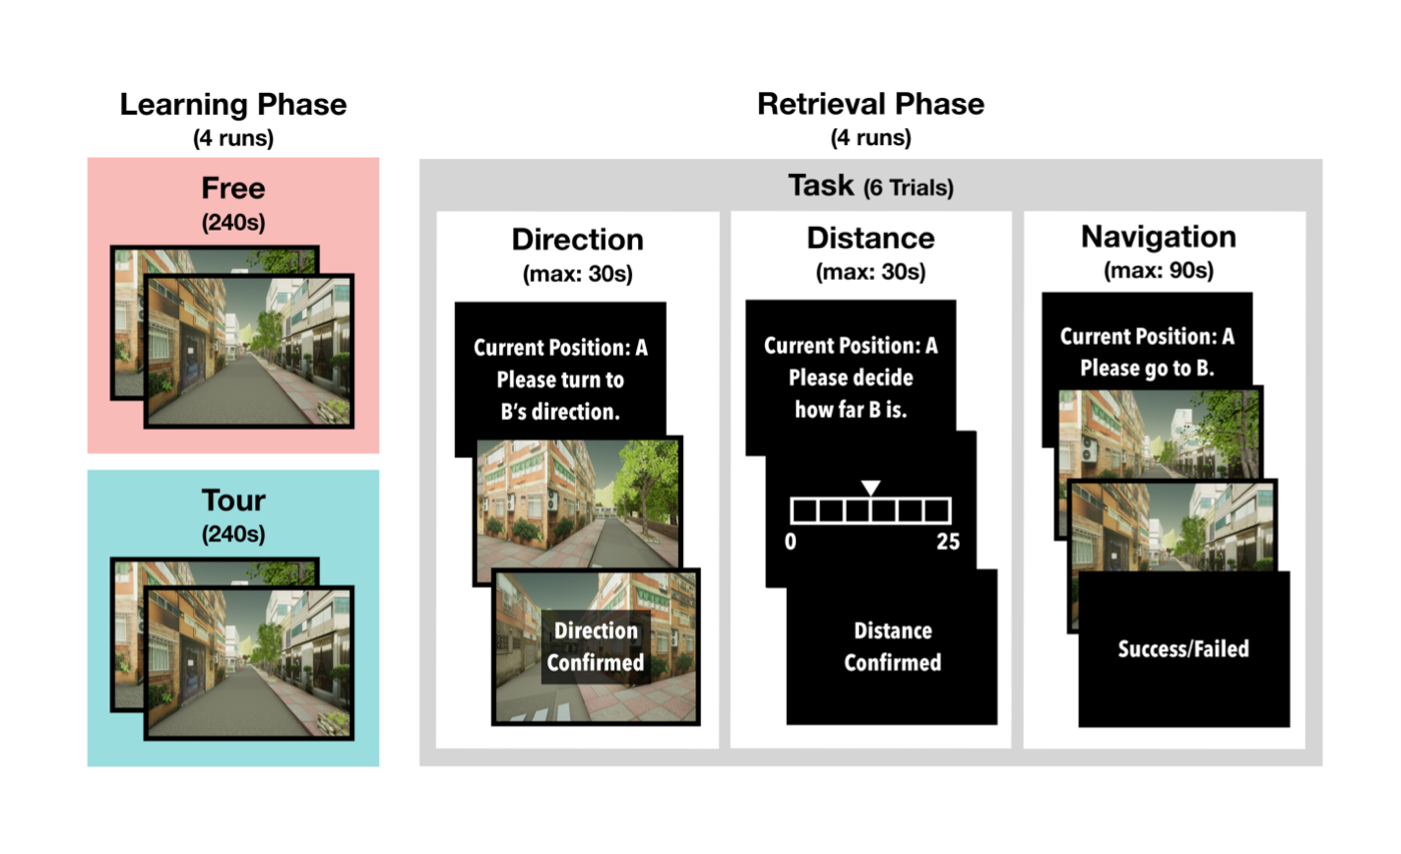 Learning Phase
(4 runs)
Free
(240s)
Tour
(240s)
Retrieval Phase
(4 runs)
Task (6 Trials)
Direction
(max: 30s)
Current Position: A
Please turn to
B's direction.
Direction
Confirmed
Distance
(max: 30s)
Current Position: A
Please decide
how far B is.
0 25
Distance
Confirmed
Navigation
(max: 90s)
Current Position: A
Please go to B.
Success/Failed